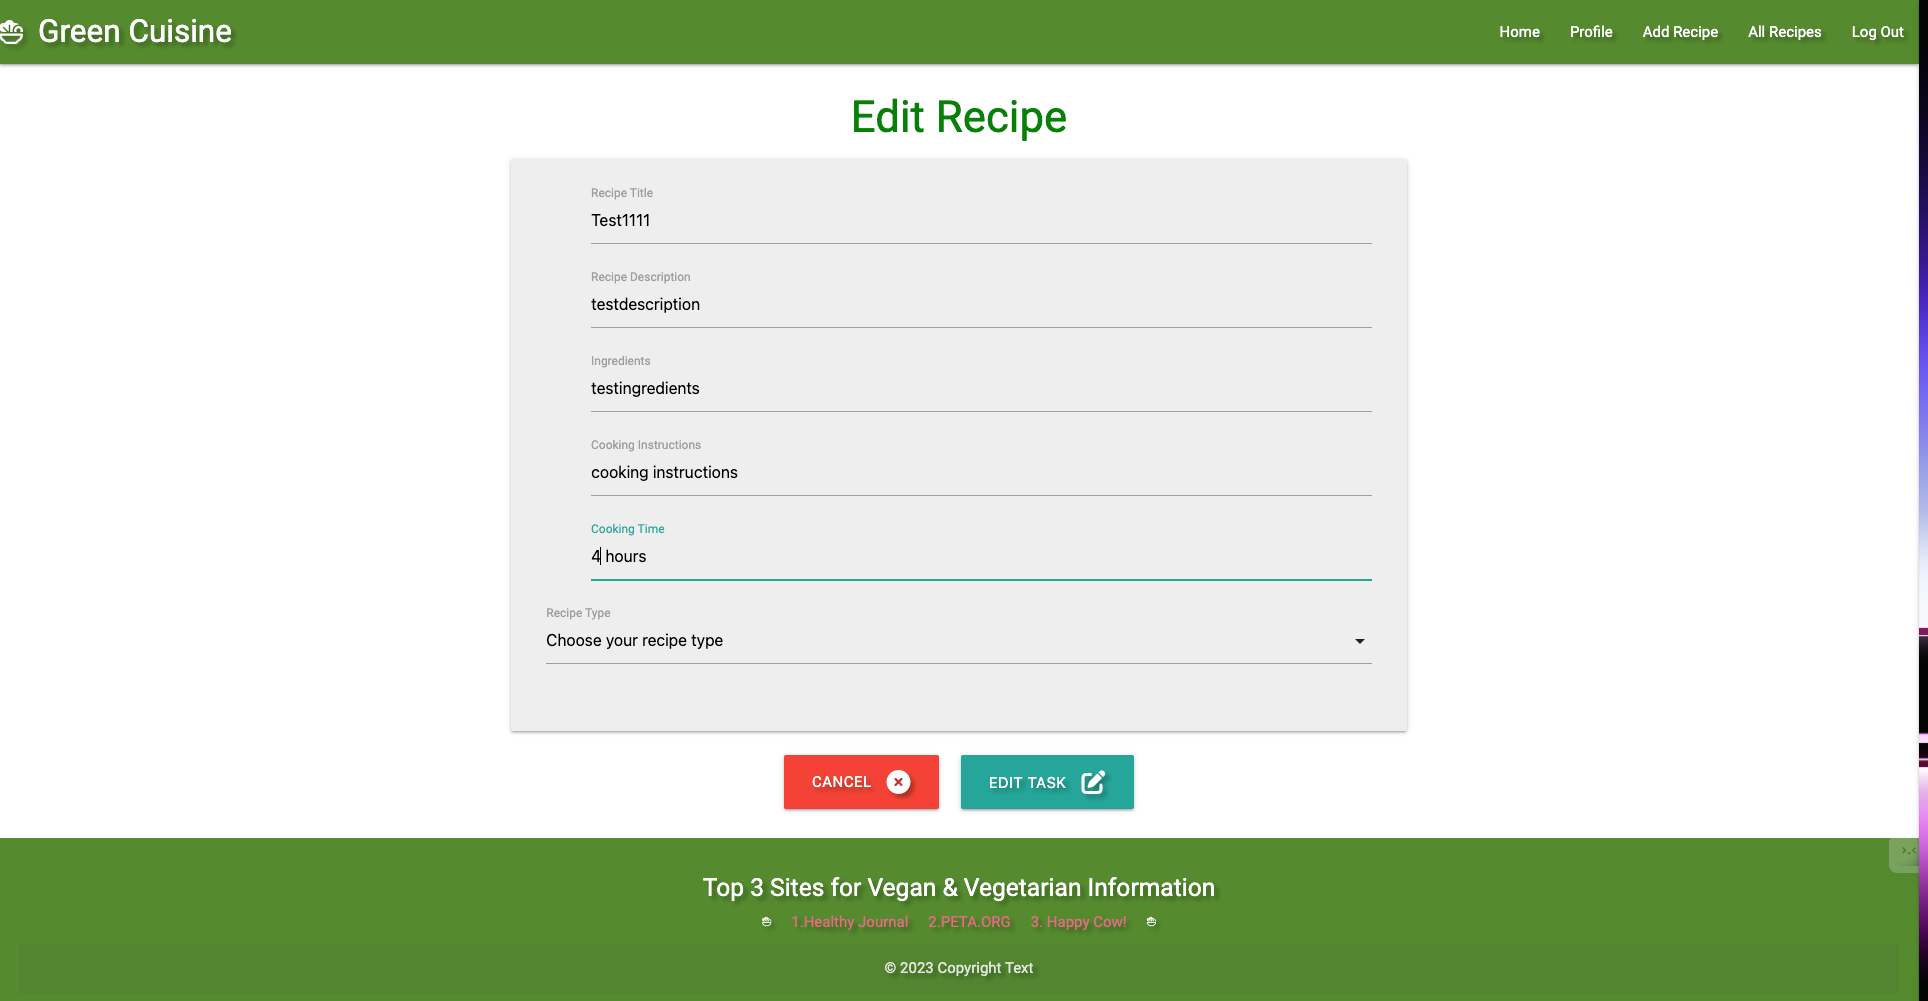 Green Cuisine
Home Profile Add Recipe All Recipes Log Out
Edit Recipe
Recipe Title
Test1111
Recipe Description
testdescription
Ingredients
testingredients
Cooking Instructions
cooking instructions
Cooking Time
4 hours
Recipe Type
Choose your recipe type
CANCEL
EDIT TASK
Top 3 Sites for Vegan & Vegetarian Information
1.Healthy Journal 2.PETA.ORG 3. Happy Cow!
© 2023 Copyright Text